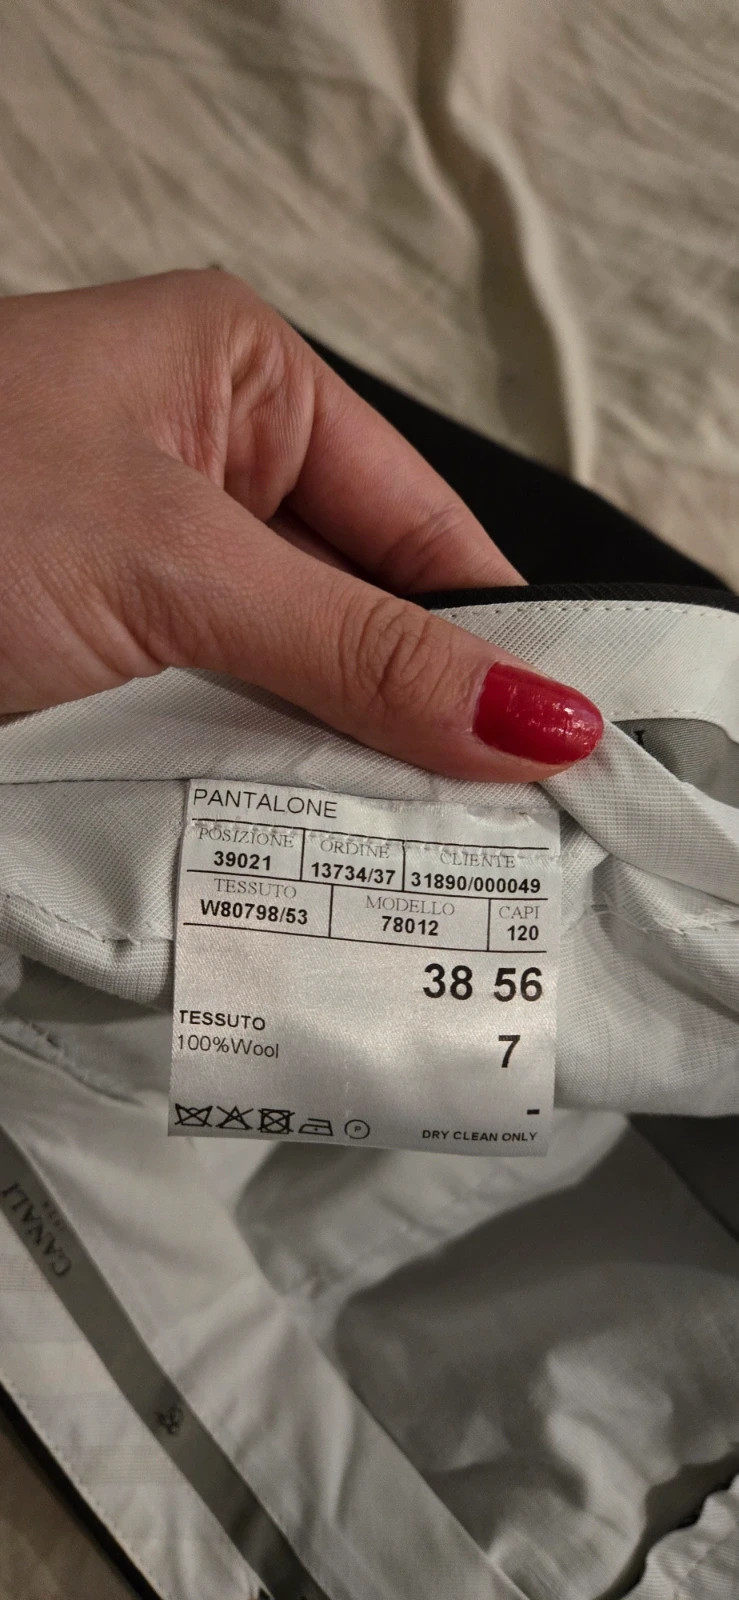 PANTALONE
POSIZIONE ORDINE CLIENTE
39021 13734/37 31890/000049
TESSUTO MODELLO CAPI
W80798/53 78012 120
38 56
TESSUTO
100%Wool
7
-
P
DRY CLEAN ONLY
CANALI